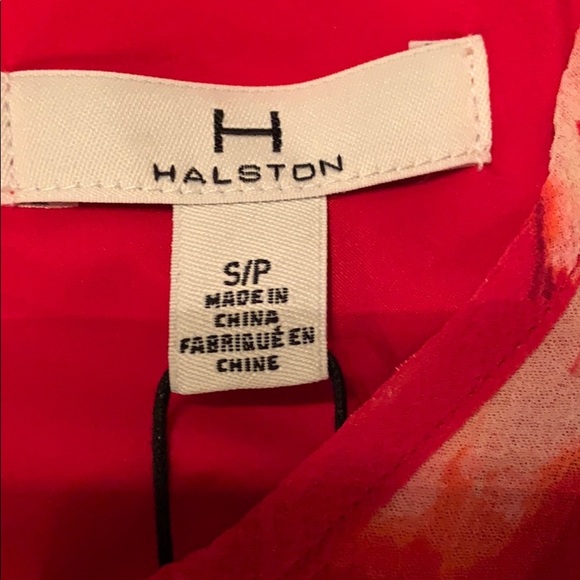 H
HALSTON
S/P
MADE IN
CHINA
FABRIQUÉ EN
CHINE